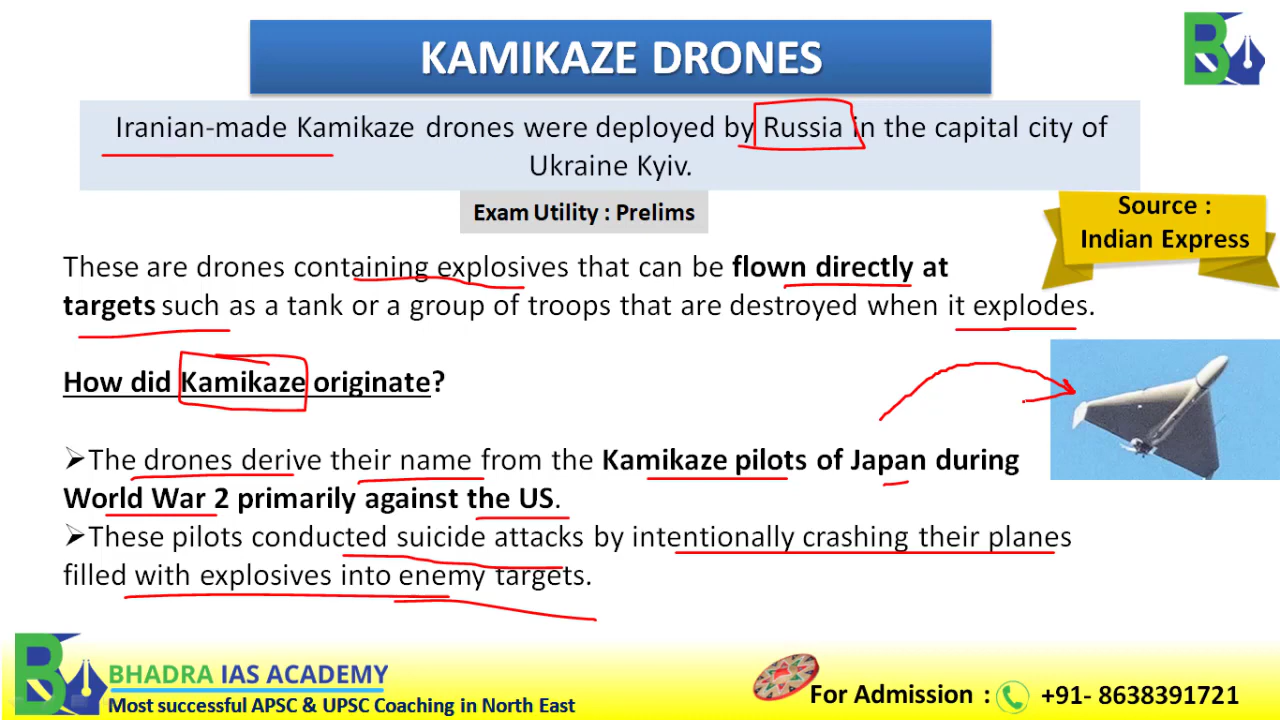 KAMIKAZE DRONES
Iranian-made Kamikaze drones were deployed by Russia in the capital city of
Ukraine Kyiv.
Exam Utility : Prelims
Source :
Indian Express
These are drones containing explosives that can be flown directly at
targets such as a tank or a group of troops that are destroyed when it explodes.
How did Kamikaze originate?
➢The drones derive their name from the Kamikaze pilots of Japan during
World War 2 primarily against the US.
➢These pilots conducted suicide attacks by intentionally crashing their planes
filled with explosives into enemy targets.
BHADRA IAS ACADEMY
Most successful APSC & UPSC Coaching in North East
For Admission : +91- 8638391721